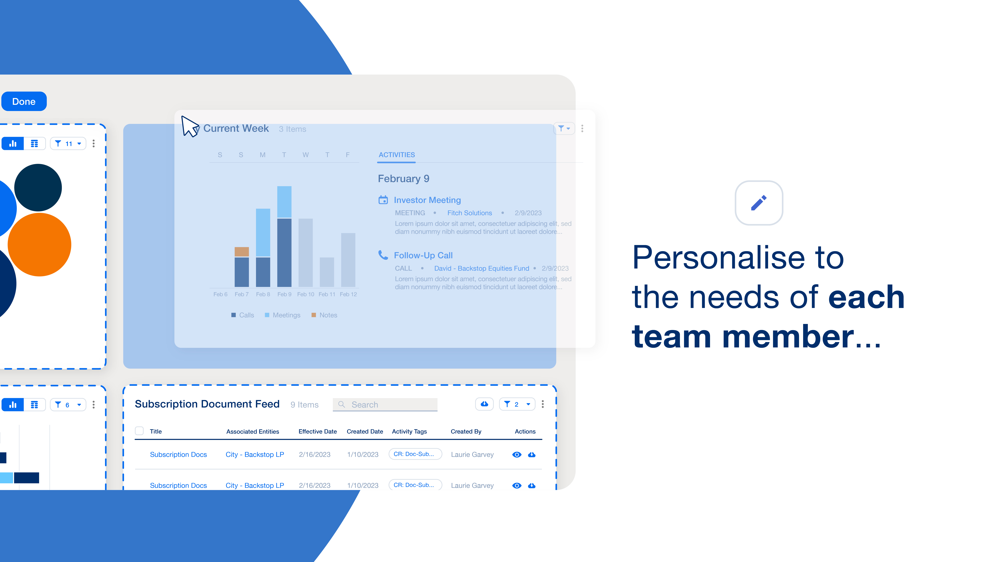 Done
11
y Current Week 3 Items
S S M T W T F
ACTIVITIES
February 9
Investor Meeting
MEETING • Fitch Solutions • 2/9/2023
Lorem ipsum dolor sit amet, consectetuer adipiscing elit, sed
diam nonummy nibh euismod tincidunt ut laoreet dolore...
Follow-Up Call
CALL • David - Backstop Equities Fund • 2/9/2023
Lorem ipsum dolor sit amet, consectetuer adipiscing elit, sed
diam nonummy nibh euismod tincidunt ut laoreet dolore...
Feb 6 Feb 7 Feb 8 Feb 9 Feb 10 Feb 11 Feb 12
Calls Meetings Notes
6
Subscription Document Feed 9 Items Search 2
Title Associated Entities Effective Date Created Date Activity Tags Created By Actions
Subscription Docs City - Backstop LP 2/16/2023 1/10/2023 CR: Doc-Sub... Laurie Garvey
Subscription Docs City - Backstop LP 2/16/2023 1/10/2023 CR: Doc-Sub... Laurie Garvey
Personalise to
the needs of each
team member...